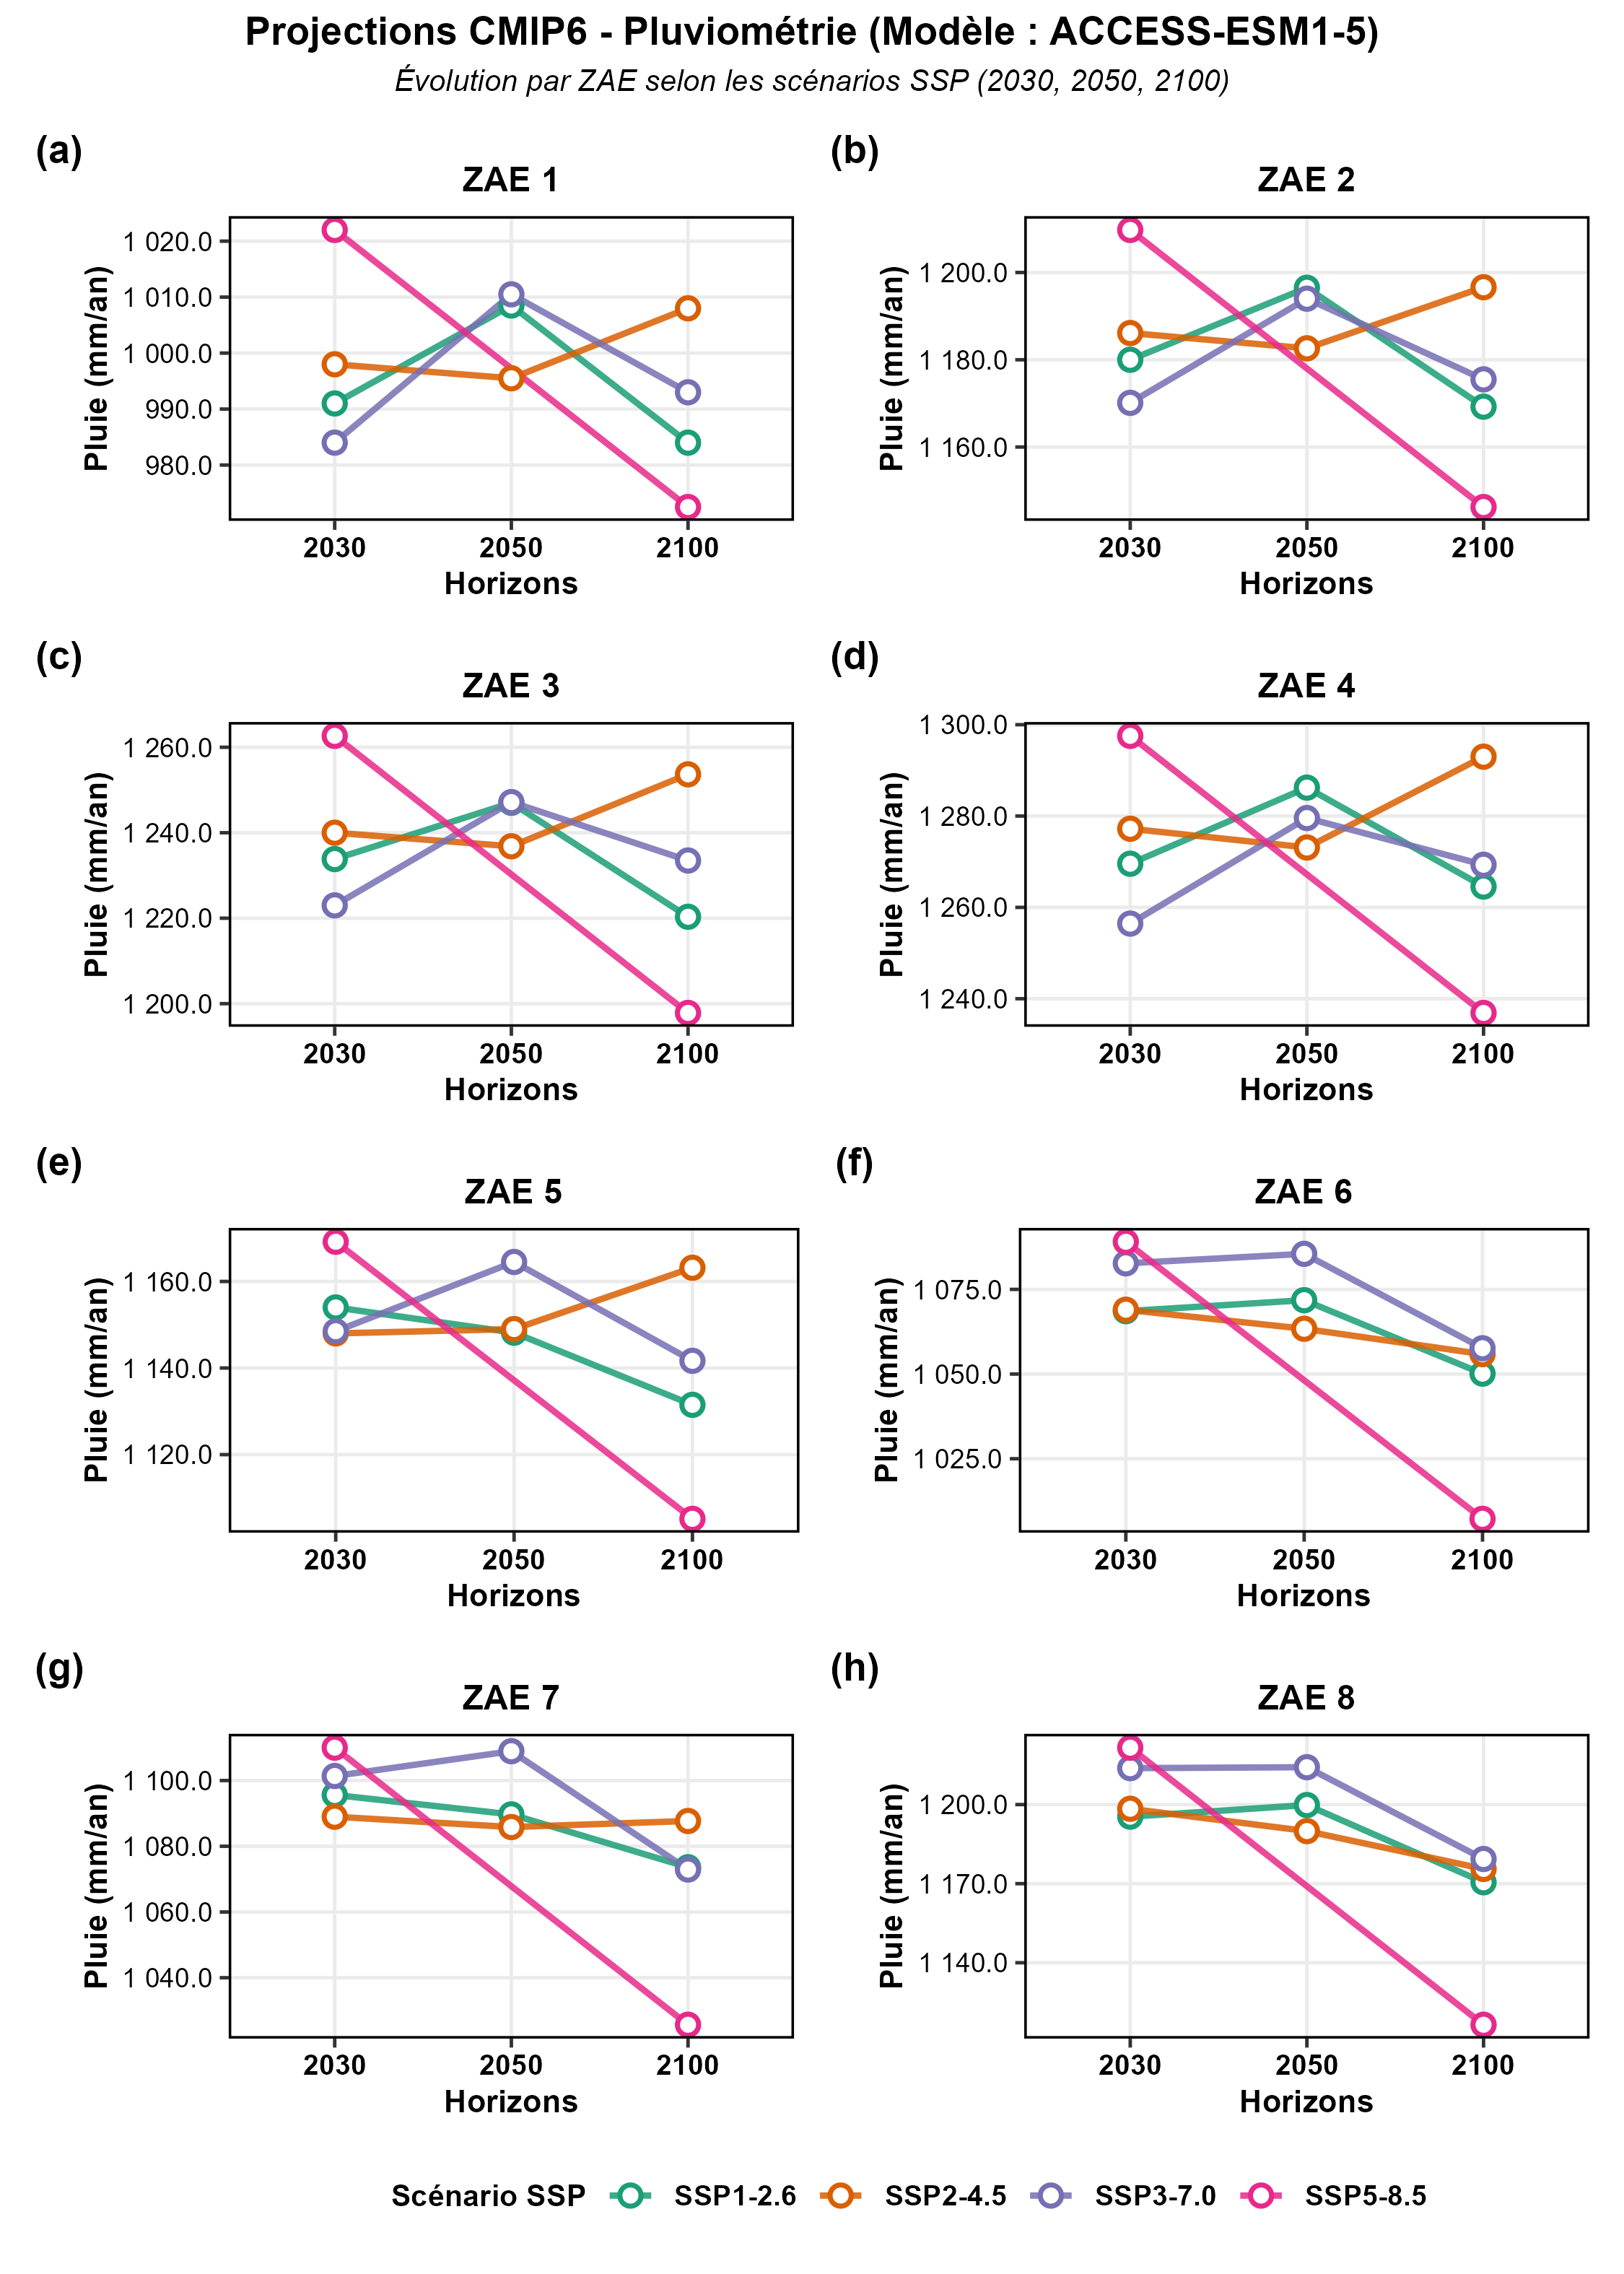 Projections CMIP6 - Pluviométrie (Modèle : ACCESS-ESM1-5)
Évolution par ZAE selon les scénarios SSP (2030, 2050, 2100)
(a)
ZAE 1
Pluie (mm/an)
1 020.0
1 010.0
1 000.0
990.0
980.0
2030 2050 2100
Horizons
(b)
ZAE 2
Pluie (mm/an)
1 200.0
1 180.0
1 160.0
2030 2050 2100
Horizons
(c)
ZAE 3
Pluie (mm/an)
1 260.0
1 240.0
1 220.0
1 200.0
2030 2050 2100
Horizons
(d)
ZAE 4
Pluie (mm/an)
1 300.0
1 280.0
1 260.0
1 240.0
2030 2050 2100
Horizons
(e)
ZAE 5
Pluie (mm/an)
1 160.0
1 140.0
1 120.0
2030 2050 2100
Horizons
(f)
ZAE 6
Pluie (mm/an)
1 075.0
1 050.0
1 025.0
2030 2050 2100
Horizons
(g)
ZAE 7
Pluie (mm/an)
1 100.0
1 080.0
1 060.0
1 040.0
2030 2050 2100
Horizons
(h)
ZAE 8
Pluie (mm/an)
1 200.0
1 170.0
1 140.0
2030 2050 2100
Horizons
Scénario SSP SSP1-2.6 SSP2-4.5 SSP3-7.0 SSP5-8.5